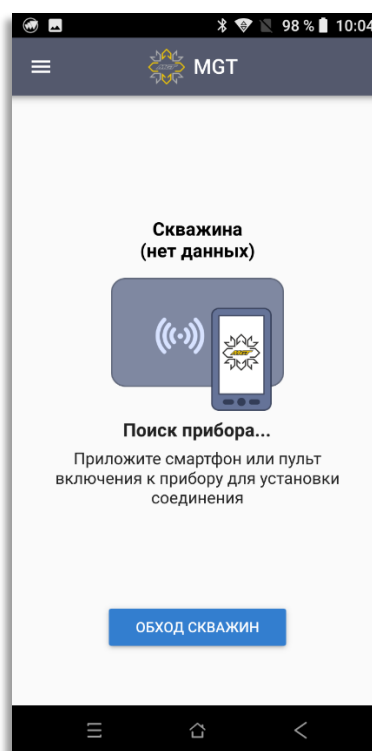 98 % 10:04
MGT
Скважина
(нет данных)
Поиск прибора...
Приложите смартфон или пульт
включения к прибору для установки
соединения
ОБХОД СКВАЖИН